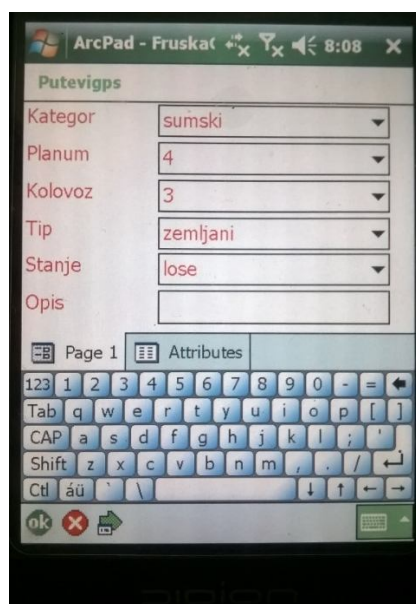 ArcPad - Fruska( 8:08
Putevigps
Kategor sumski
Planum 4
Kolovoz 3
Tip zemljani
Stanje lose
Opis
Page 1 Attributes
123 1 2 3 4 5 6 7 8 9 0 - =
Tab q w e r t y u i o p [ ]
CAP a s d f g h j k l ; '
Shift z x c v b n m , . /
Ctl áü ` \
ok